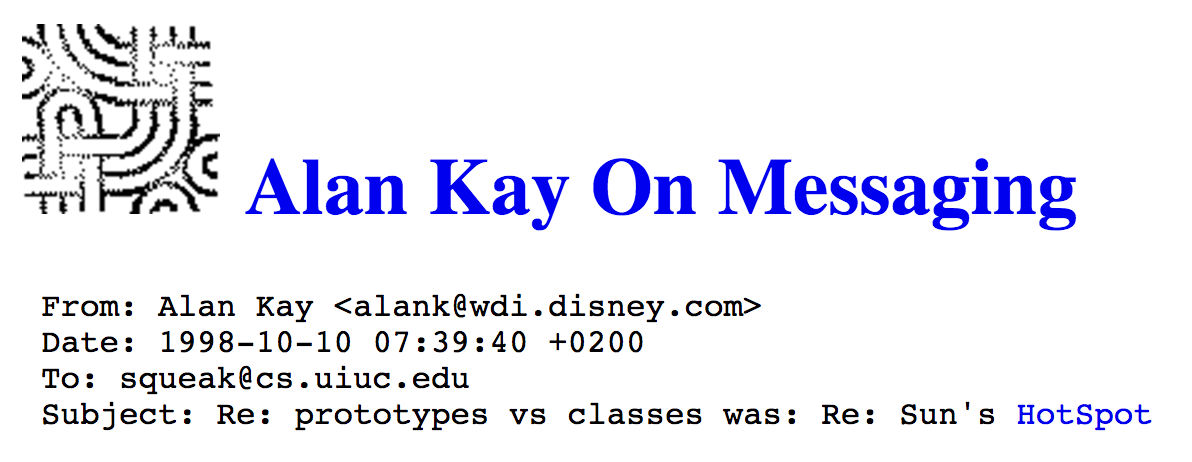 Alan Kay On Messaging
From: Alan Kay <alank@wdi.disney.com>
Date: 1998-10-10 07:39:40 +0200
To: squeak@cs.uiuc.edu
Subject: Re: prototypes vs classes was: Re: Sun's HotSpot